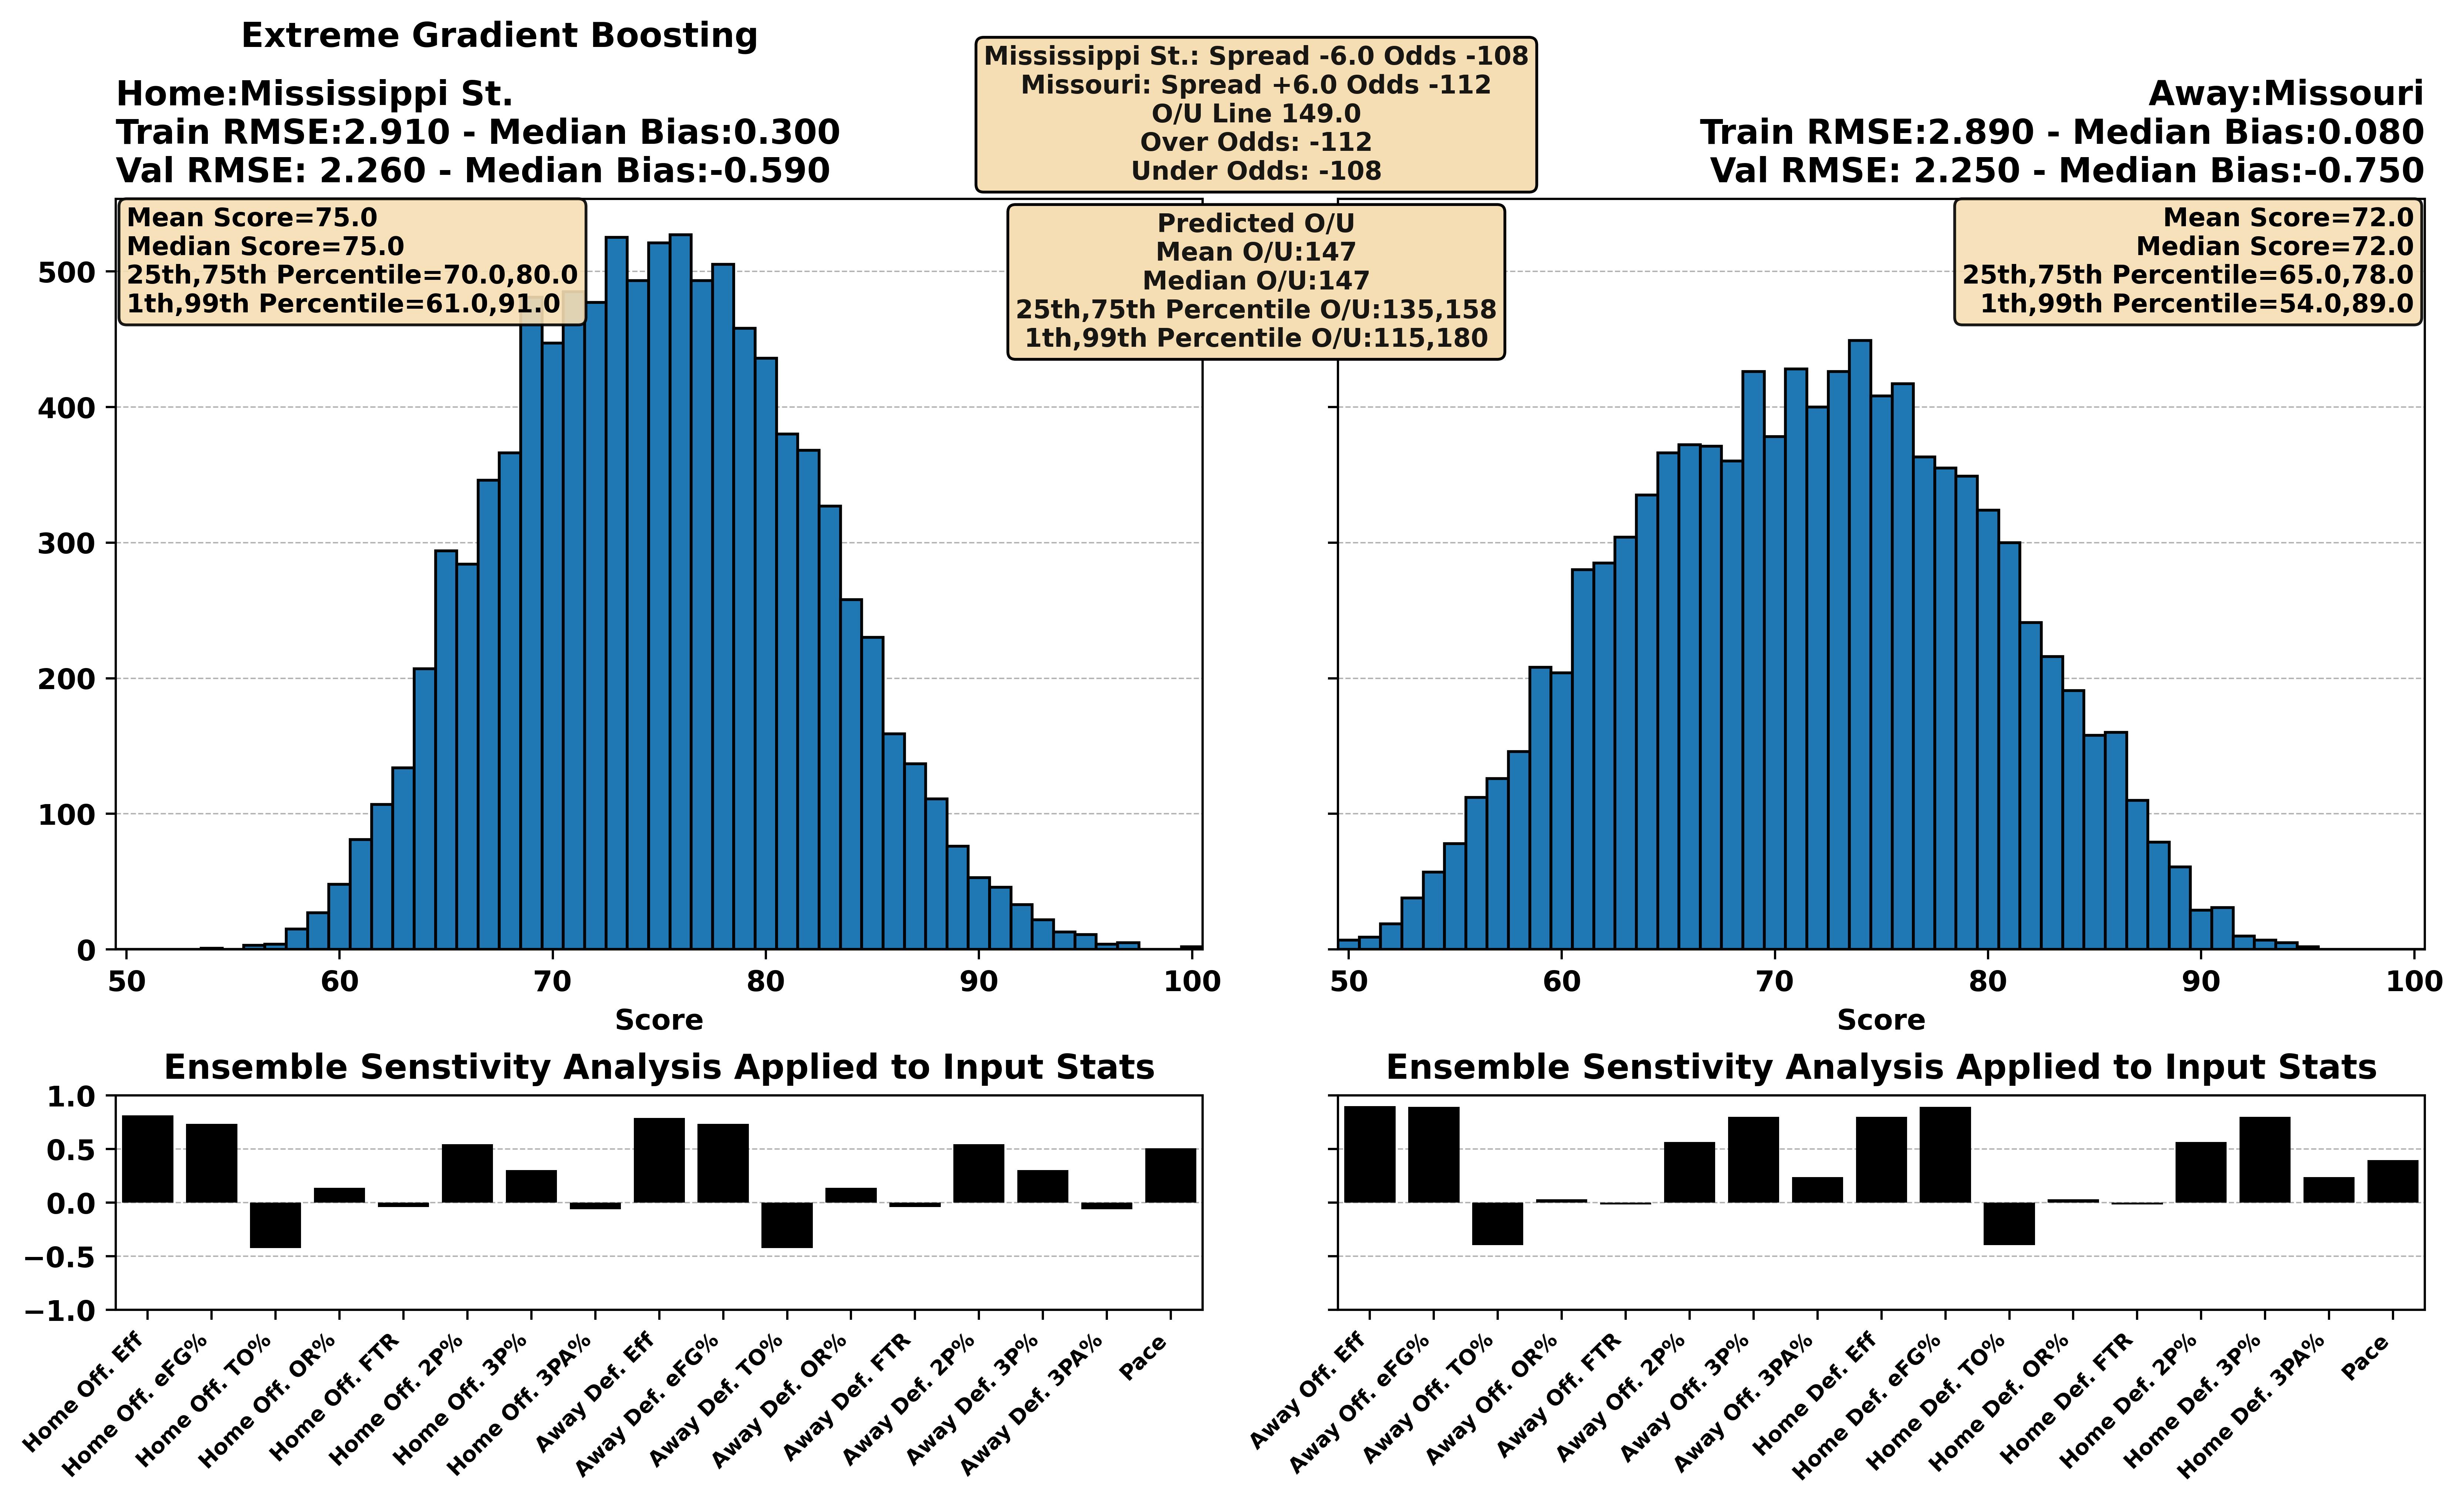 Extreme Gradient Boosting
Home:Mississippi St.
Train RMSE:2.910 - Median Bias:0.300
Val RMSE: 2.260 - Median Bias:-0.590
Mississippi St.: Spread -6.0 Odds -108
Missouri: Spread +6.0 Odds -112
O/U Line 149.0
Over Odds: -112
Under Odds: -108
Away:Missouri
Train RMSE:2.890 - Median Bias:0.080
Val RMSE: 2.250 - Median Bias:-0.750
Mean Score=75.0
Median Score=75.0
25th,75th Percentile=70.0,80.0
1th,99th Percentile=61.0,91.0
Predicted O/U
Mean O/U:147
Median O/U:147
25th,75th Percentile O/U:135,158
1th,99th Percentile O/U:115,180
Mean Score=72.0
Median Score=72.0
25th,75th Percentile=65.0,78.0
1th,99th Percentile=54.0,89.0
500
400
300
200
100
0
50 60 70 80 90 100
Score
50 60 70 80 90 100
Score
Ensemble Senstivity Analysis Applied to Input Stats
1.0
0.5
0.0
−0.5
−1.0
Home Off. Eff
Home Off. eFG%
Home Off. TO%
Home Off. OR%
Home Off. FTR
Home Off. 2P%
Home Off. 3P%
Home Off. 3PA%
Away Def. Eff
Away Def. eFG%
Away Def. TO%
Away Def. OR%
Away Def. FTR
Away Def. 2P%
Away Def. 3P%
Away Def. 3PA%
Pace
Ensemble Senstivity Analysis Applied to Input Stats
Away Off. Eff
Away Off. eFG%
Away Off. TO%
Away Off. OR%
Away Off. FTR
Away Off. 2P%
Away Off. 3P%
Away Off. 3PA%
Home Def. Eff
Home Def. eFG%
Home Def. TO%
Home Def. OR%
Home Def. FTR
Home Def. 2P%
Home Def. 3P%
Home Def. 3PA%
Pace